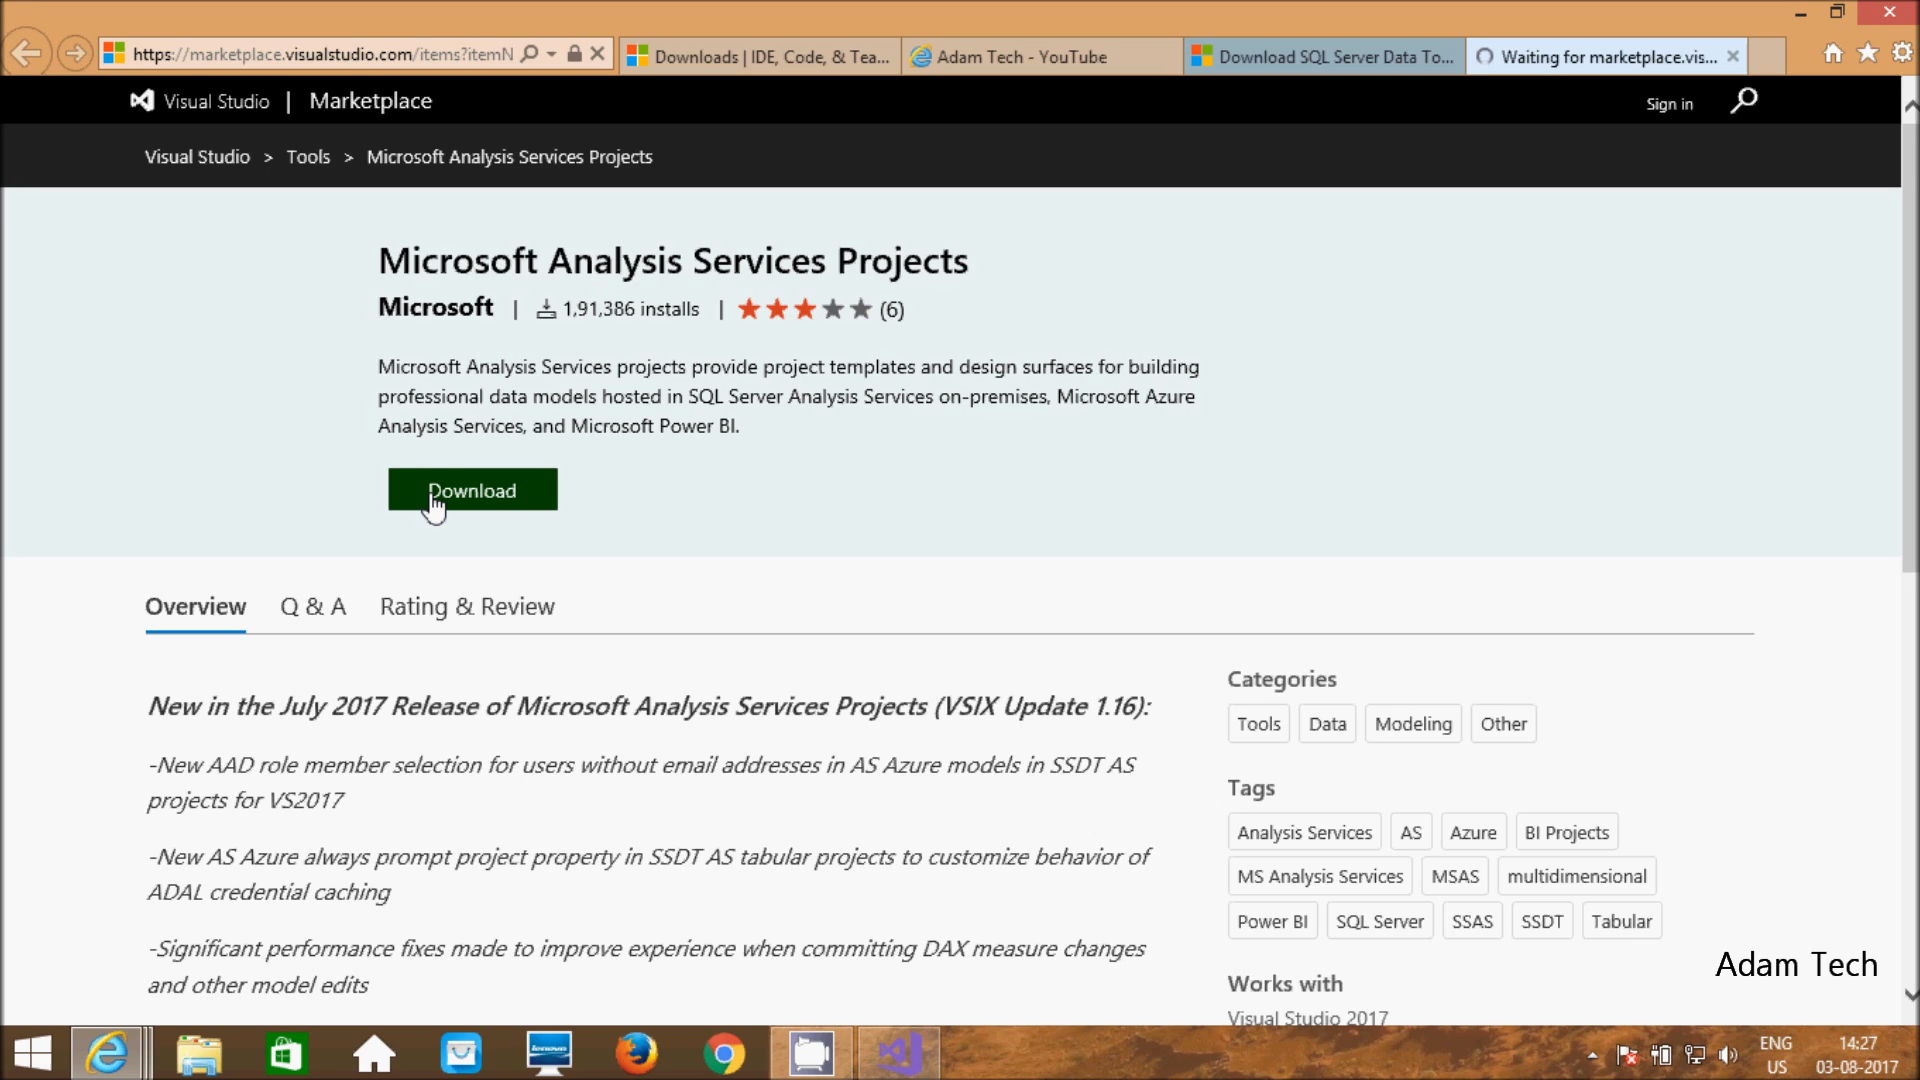 https://marketplace.visualstudio.com/items?itemN
Downloads | IDE, Code, & Tea...
Adam Tech - YouTube
Download SQL Server Data To...
Waiting for marketplace.vis...
Visual Studio | Marketplace
Sign in
Visual Studio > Tools > Microsoft Analysis Services Projects
Microsoft Analysis Services Projects
Microsoft | 1,91,386 installs | (6)
Microsoft Analysis Services projects provide project templates and design surfaces for building
professional data models hosted in SQL Server Analysis Services on-premises, Microsoft Azure
Analysis Services, and Microsoft Power BI.
Download
Overview Q & A Rating & Review
New in the July 2017 Release of Microsoft Analysis Services Projects (VSIX Update 1.16):
-New AAD role member selection for users without email addresses in AS Azure models in SSDT AS
projects for VS2017
-New AS Azure always prompt project property in SSDT AS tabular projects to customize behavior of
ADAL credential caching
-Significant performance fixes made to improve experience when committing DAX measure changes
and other model edits
Categories
Tools Data Modeling Other
Tags
Analysis Services AS Azure BI Projects
MS Analysis Services MSAS multidimensional
Power BI SQL Server SSAS SSDT Tabular
Works with
Visual Studio 2017
Adam Tech
lenovo
ENG
US
14:27
03-08-2017